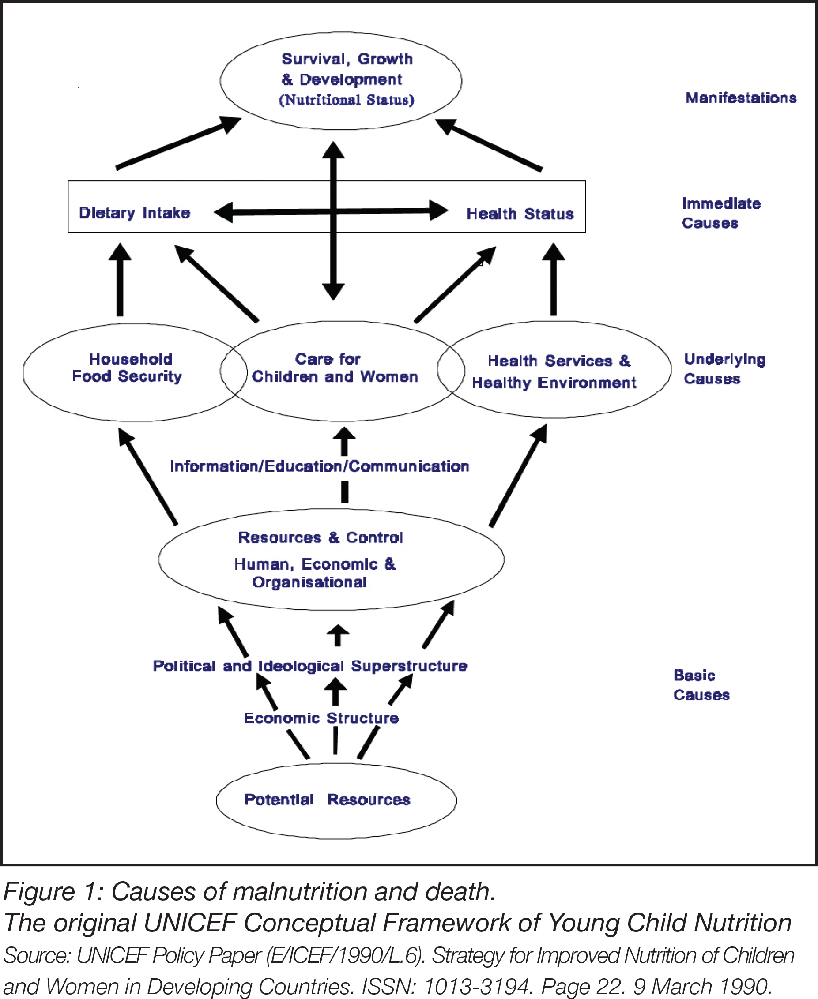 Survival, Growth
& Development
(Nutritional Status)
Manifestations
Dietary Intake
Health Status
Immediate
Causes
Household
Food Security
Care for
Children and Women
Health Services &
Healthy Environment
Underlying
Causes
Information/Education/Communication
Resources & Control
Human, Economic &
Organisational
Political and Ideological Superstructure
Economic Structure
Basic
Causes
Potential Resources
Figure 1: Causes of malnutrition and death.
The original UNICEF Conceptual Framework of Young Child Nutrition
Source: UNICEF Policy Paper (E/ICEF/1990/L.6). Strategy for Improved Nutrition of Children
and Women in Developing Countries. ISSN: 1013-3194. Page 22. 9 March 1990.